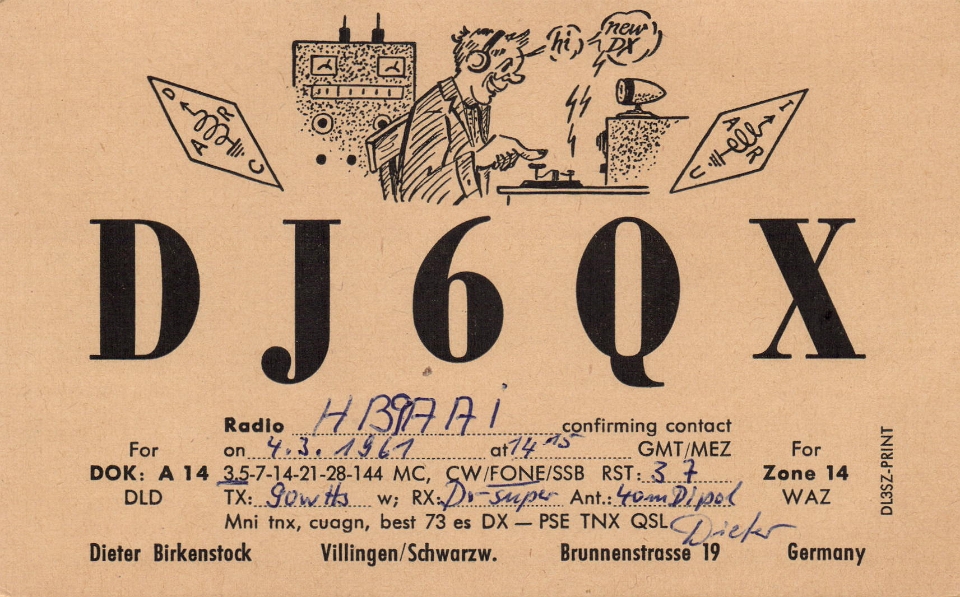 hi
new
DX
D A R C
I A R U
DJ6QX
Radio HB9AAI confirming contact
For on 4.3.1961 at 14 15 GMT/MEZ For
DOK: A 14 3,5-7-14-21-28-144 MC, CW/FONE/SSB RST: 37 Zone 14
DLD TX: 90 wtts w; RX: Dr-super Ant.: 40m Dipol WAZ
Mni tnx, cuagn, best 73 es DX — PSE TNX QSL Dieter
Dieter Birkenstock Villingen/Schwarzw. Brunnenstrasse 19 Germany
DL3SZ-PRINT